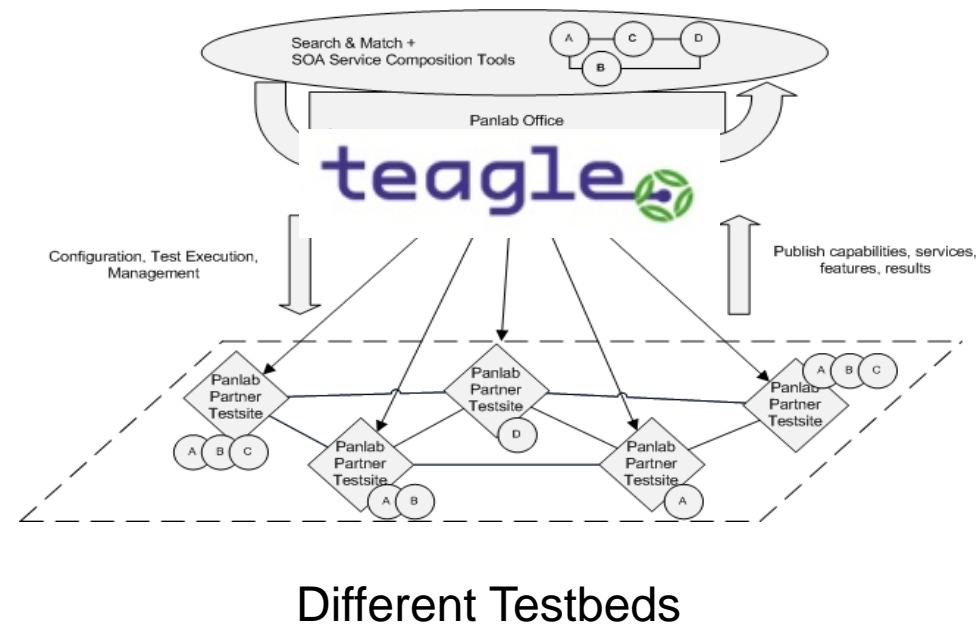 Search & Match +
SOA Service Composition Tools
A
C
D
B
Panlab Office
teagle
Configuration, Test Execution,
Management
Publish capabilities, services,
features, results
Panlab
Partner
Testsite
A
B
C
Panlab
Partner
Testsite
A
B
Panlab
Partner
Testsite
D
Panlab
Partner
Testsite
A
Panlab
Partner
Testsite
A
B
C
Different Testbeds